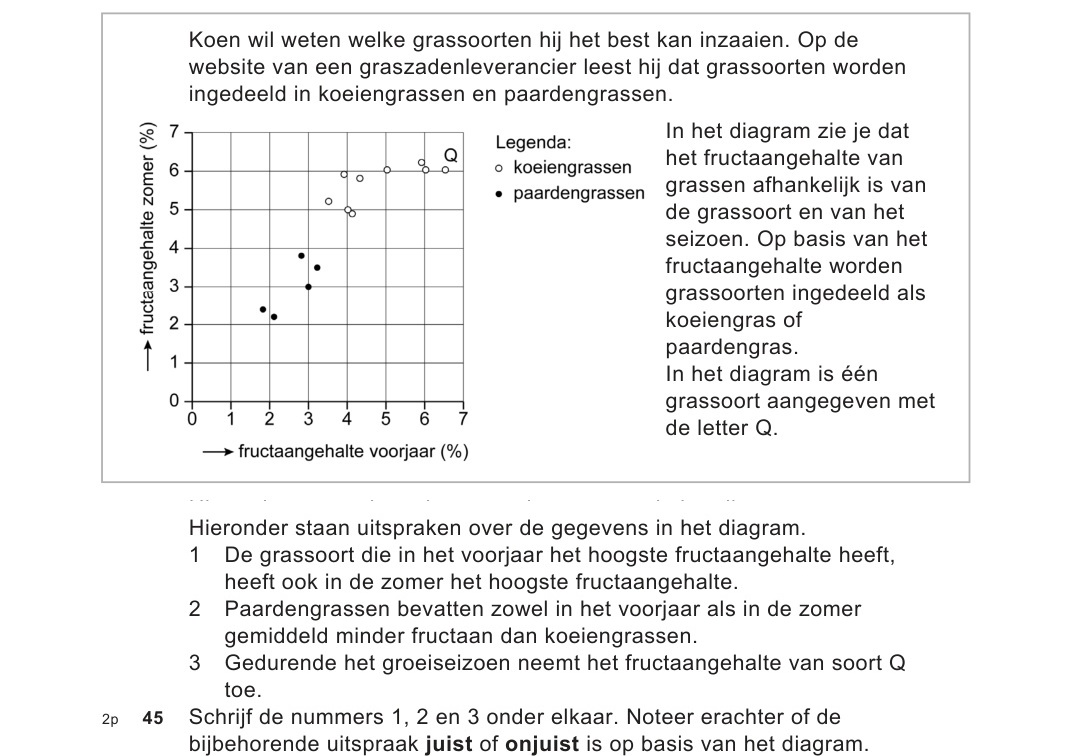 Koen wil weten welke grassoorten hij het best kan inzaaien. Op de
website van een graszadenleverancier leest hij dat grassoorten worden
ingedeeld in koeiengrassen en paardengrassen.
fructaangehalte zomer (%)
7
6
5
4
3
2
1
0
Q
0 1 2 3 4 5 6 7
fructaangehalte voorjaar (%)
Legenda:
koeiengrassen
paardengrassen
In het diagram zie je dat
het fructaangehalte van
grassen afhankelijk is van
de grassoort en van het
seizoen. Op basis van het
fructaangehalte worden
grassoorten ingedeeld als
koeiengras of
paardengras.
In het diagram is één
grassoort aangegeven met
de letter Q.
Hieronder staan uitspraken over de gegevens in het diagram.
1 De grassoort die in het voorjaar het hoogste fructaangehalte heeft,
heeft ook in de zomer het hoogste fructaangehalte.
2 Paardengrassen bevatten zowel in het voorjaar als in de zomer
gemiddeld minder fructaan dan koeiengrassen.
3 Gedurende het groeiseizoen neemt het fructaangehalte van soort Q
toe.
2p 45 Schrijf de nummers 1, 2 en 3 onder elkaar. Noteer erachter of de
bijbehorende uitspraak juist of onjuist is op basis van het diagram.